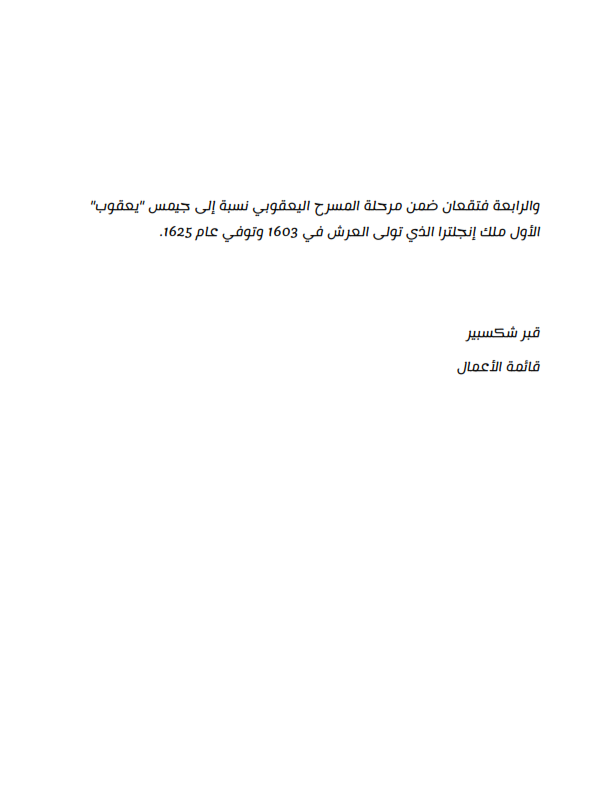 والرابعة فتقعان ضمن مرحلة المسرح اليعقوبي نسبة إلى جيمس "يعقوب"
الأول ملك إنجلترا الذي تولى العرش في 1603 وتوفي عام 1625.
قبر شكسبير
قائمة الأعمال